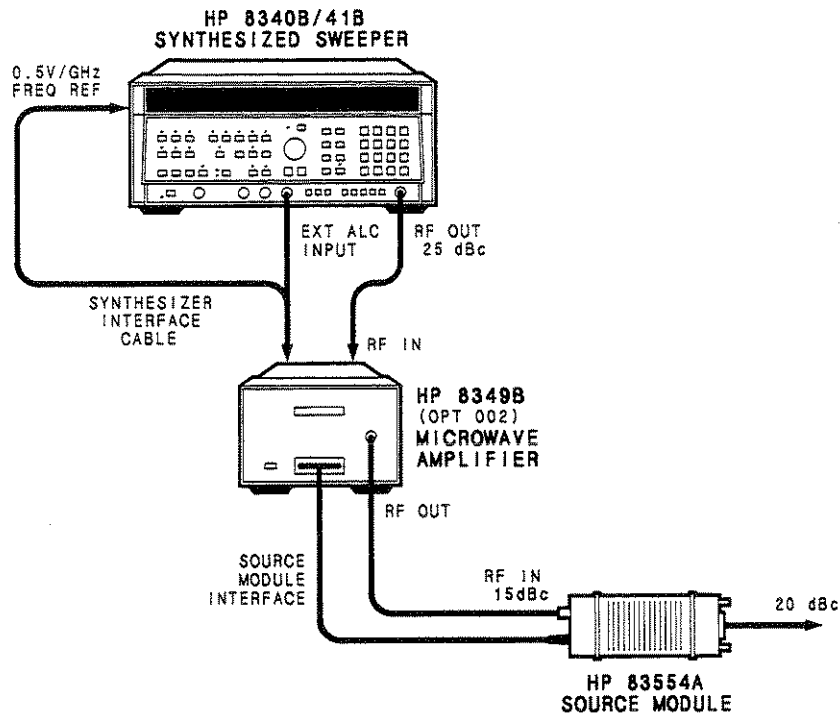 HP 8340B/41B
SYNTHESIZED SWEEPER
0.5V/GHz
FREQ REF
EXT ALC
INPUT
RF OUT
25 dBc
SYNTHESIZER
INTERFACE
CABLE
RF IN
HP 8349B
(OPT 002)
MICROWAVE
AMPLIFIER
RF OUT
SOURCE
MODULE
INTERFACE
RF IN
15dBc
20 dBc
HP 83554A
SOURCE MODULE